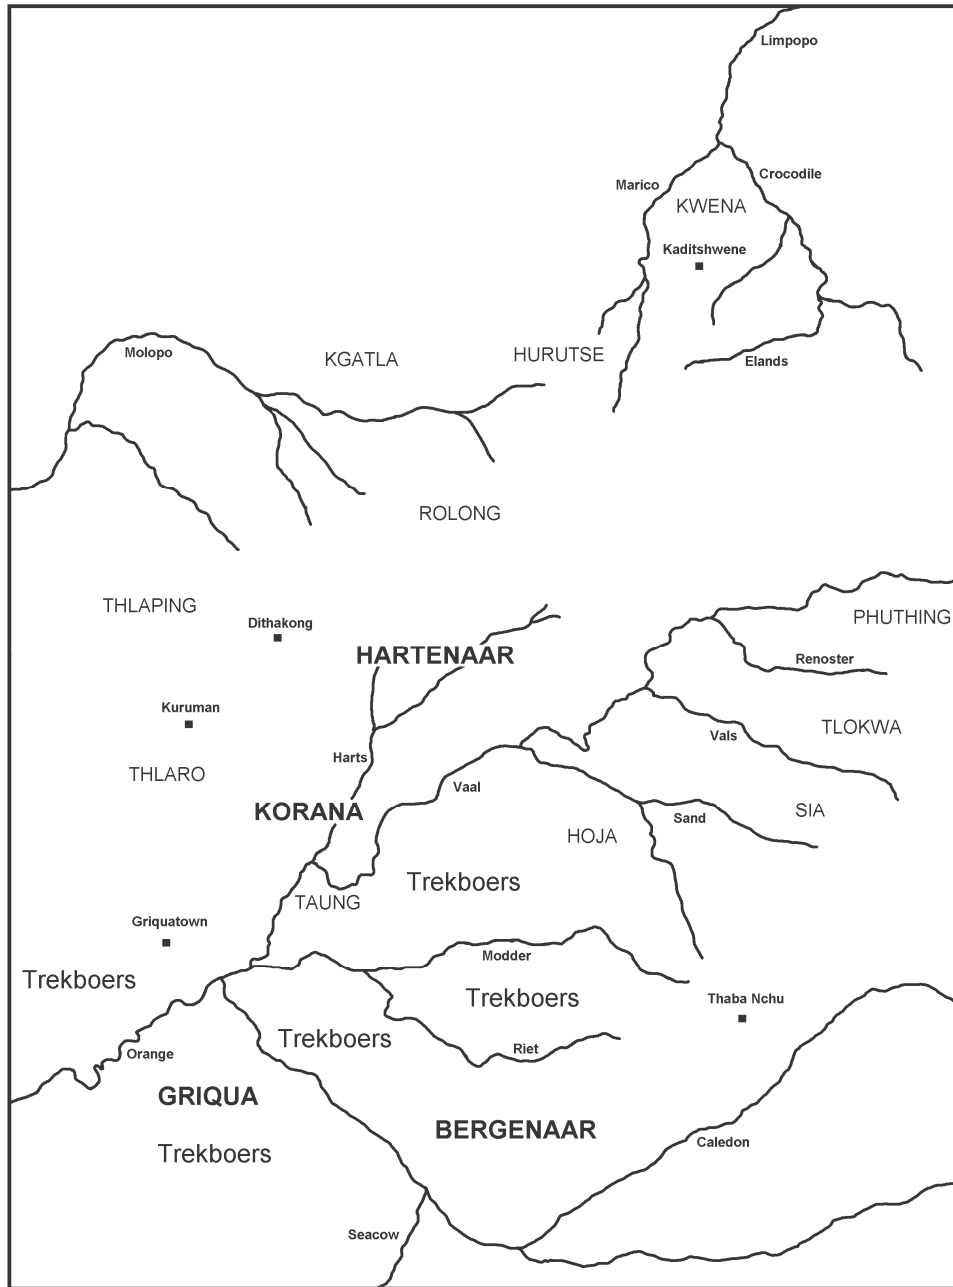 Limpopo
Marico
Crocodile
KWENA
Kaditshwene
Molopo
KGATLA
HURUTSE
Elands
ROLONG
THLAPING
Dithakong
PHUTHING
HARTENAAR
Renoster
Kuruman
TLOKWA
Vals
Harts
THLARO
Vaal
KORANA
SIA
Sand
HOJA
Trekboers
TAUNG
Griquatown
Modder
Trekboers
Trekboers
Thaba Nchu
Trekboers
Riet
Orange
GRIQUA
BERGENAAR
Caledon
Trekboers
Seacow